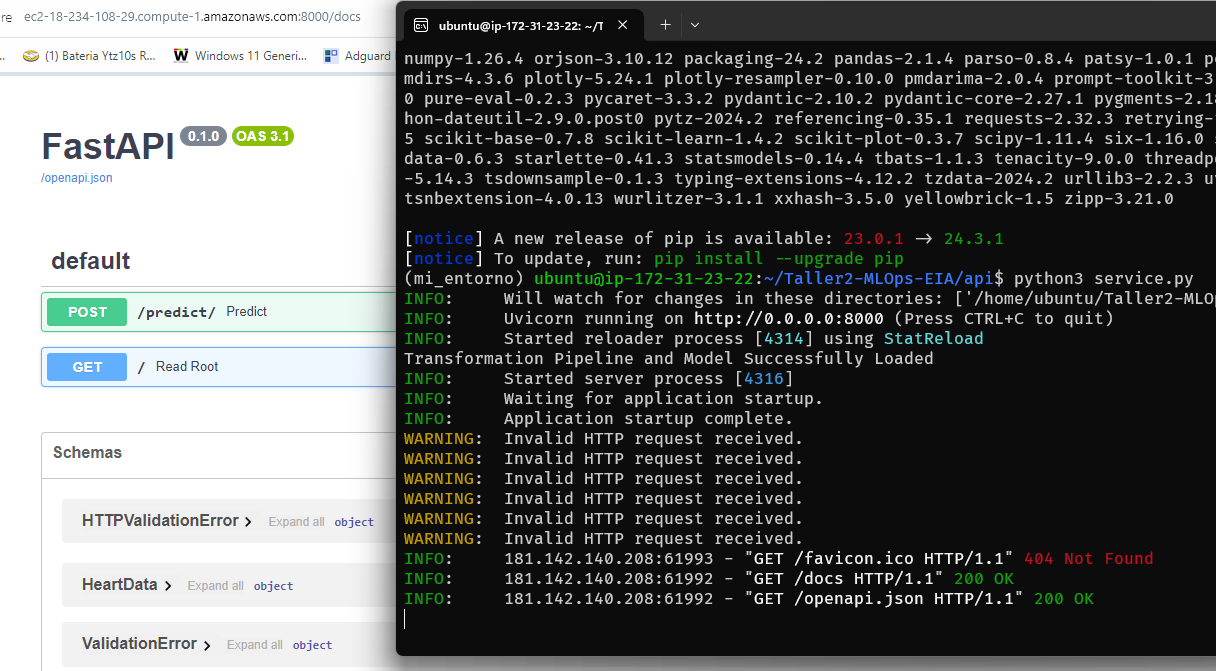 re ec2-18-234-108-29.compute-1.amazonaws.com:8000/docs
(1) Bateria Ytz10s R... Windows 11 Generi... Adguard
FastAPI 0.1.0 OAS 3.1
/openapi.json
default
POST /predict/ Predict
GET / Read Root
Schemas
HTTPValidationError Expand all object
HeartData Expand all object
ValidationError Expand all object
ubuntu@ip-172-31-23-22: ~/T
numpy-1.26.4 orjson-3.10.12 packaging-24.2 pandas-2.1.4 parso-0.8.4 patsy-1.0.1
mdirs-4.3.6 plotly-5.24.1 plotly-resampler-0.10.0 pmdarima-2.0.4 prompt-toolkit-3
0 pure-eval-0.2.3 pycaret-3.3.2 pydantic-2.10.2 pydantic-core-2.27.1 pygments-2.18
hon-dateutil-2.9.0.post0 pytz-2024.2 referencing-0.35.1 requests-2.32.3 retrying-
5 scikit-base-0.7.8 scikit-learn-1.4.2 scikit-plot-0.3.7 scipy-1.11.4 six-1.16.0
data-0.6.3 starlette-0.41.3 statsmodels-0.14.4 tbats-1.1.3 tenacity-9.0.0 threadp
-5.14.3 tsdownsample-0.1.3 typing-extensions-4.12.2 tzdata-2024.2 urllib3-2.2.3
tsnbextension-4.0.13 wurlitzer-3.1.1 xxhash-3.5.0 yellowbrick-1.5 zipp-3.21.0
[notice] A new release of pip is available: 23.0.1 -> 24.3.1
[notice] To update, run: pip install --upgrade pip
(mi_entorno) ubuntu@ip-172-31-23-22:~/Taller2-MLOps-EIA/api$ python3 service.py
INFO: Will watch for changes in these directories: ['/home/ubuntu/Taller2-MLOp
INFO: Uvicorn running on http://0.0.0.0:8000 (Press CTRL+C to quit)
INFO: Started reloader process [4314] using StatReload
Transformation Pipeline and Model Successfully Loaded
INFO: Started server process [4316]
INFO: Waiting for application startup.
INFO: Application startup complete.
WARNING: Invalid HTTP request received.
WARNING: Invalid HTTP request received.
WARNING: Invalid HTTP request received.
WARNING: Invalid HTTP request received.
WARNING: Invalid HTTP request received.
WARNING: Invalid HTTP request received.
INFO: 181.142.140.208:61993 - "GET /favicon.ico HTTP/1.1" 404 Not Found
INFO: 181.142.140.208:61992 - "GET /docs HTTP/1.1" 200 OK
INFO: 181.142.140.208:61992 - "GET /openapi.json HTTP/1.1" 200 OK